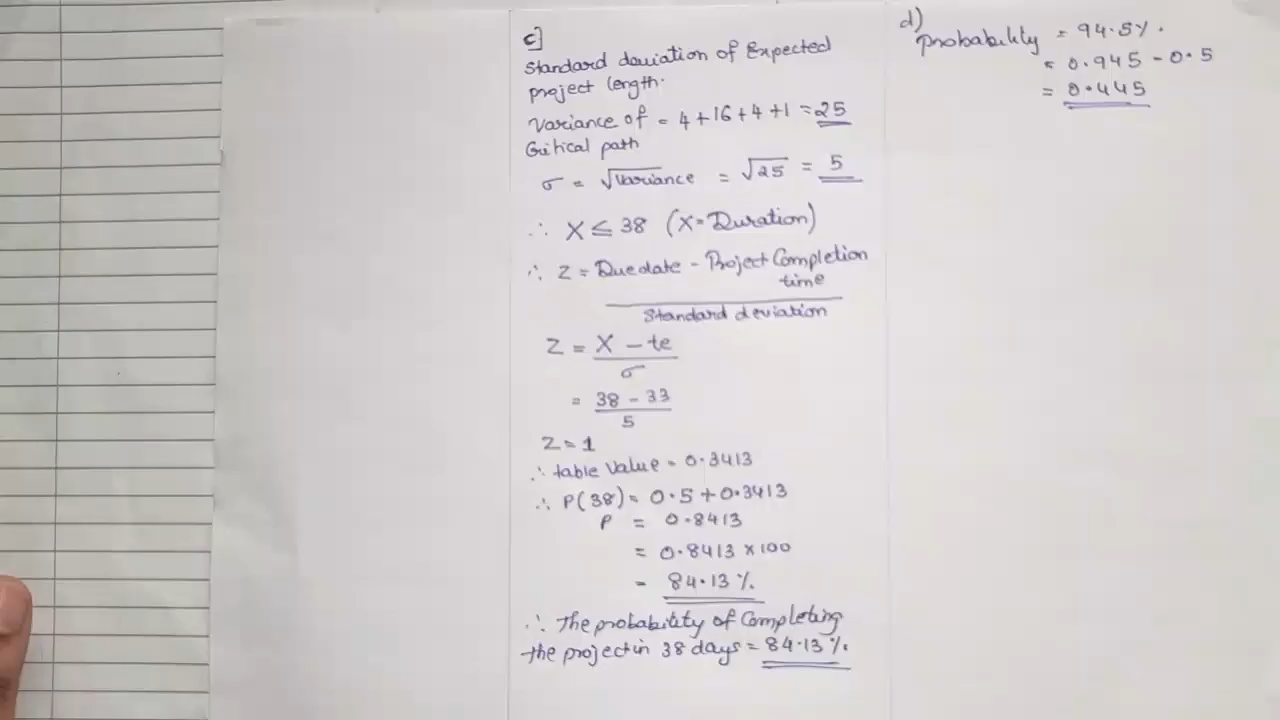 c]
Standard deviation of Expected
project length.
Variance of = 4+16+4+1 = 25
Critical path
σ = √Variance = √25 = 5
∴ X ≤ 38 (X = Duration)
∴ Z = Due date - Project Completion
time
Standard deviation
Z = X - te
σ
= 38 - 33
5
Z = 1
∴ table Value = 0.3413
∴ P(38) = 0.5 + 0.3413
P = 0.8413
= 0.8413 × 100
= 84.13 %.
∴ The probability of Completing
the project in 38 days = 84.13 %.
d)
Probability = 94.5%.
= 0.945 - 0.5
= 0.445